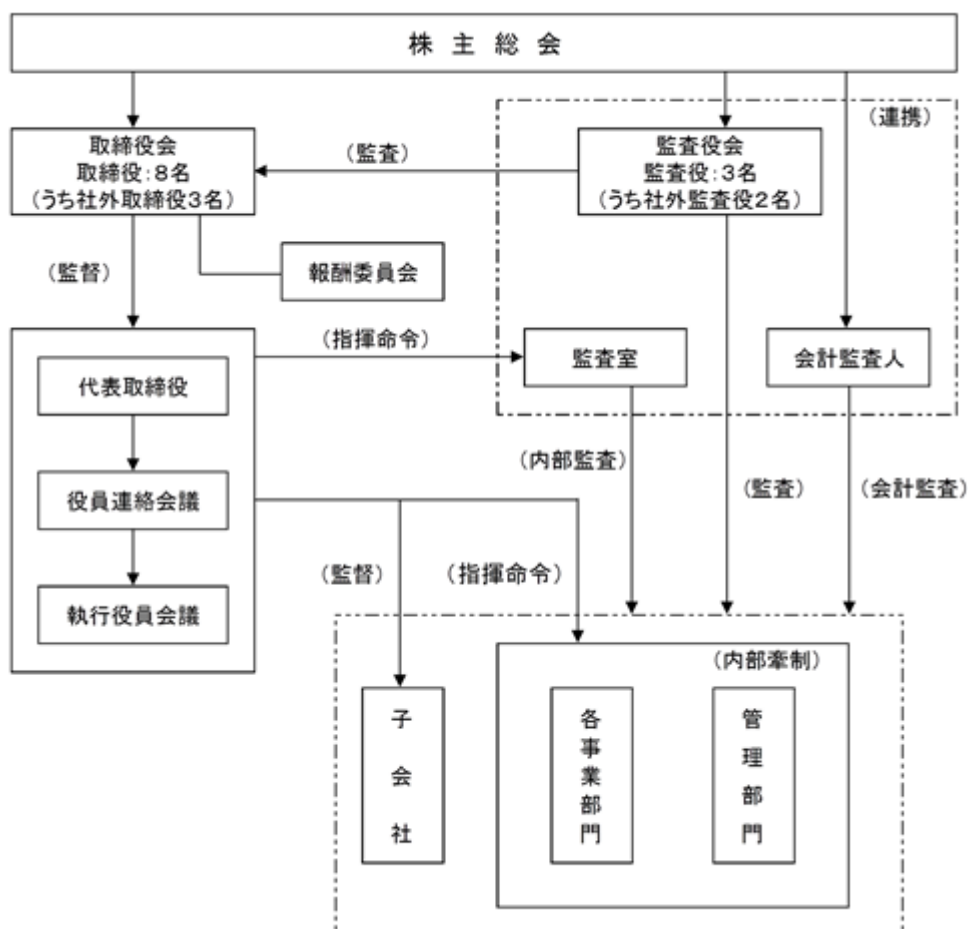 株主総会
(連携)
取締役会
取締役:8名
(うち社外取締役3名)
(監査)
監査役会
監査役:3名
(うち社外監査役2名)
(監督)
報酬委員会
(指揮命令)
監査室
会計監査人
代表取締役
(内部監査)
役員連絡会議
(監査)
(会計監査)
(監督)
(指揮命令)
執行役員会議
(内部牽制)
子会社
各事業部門
管理部門